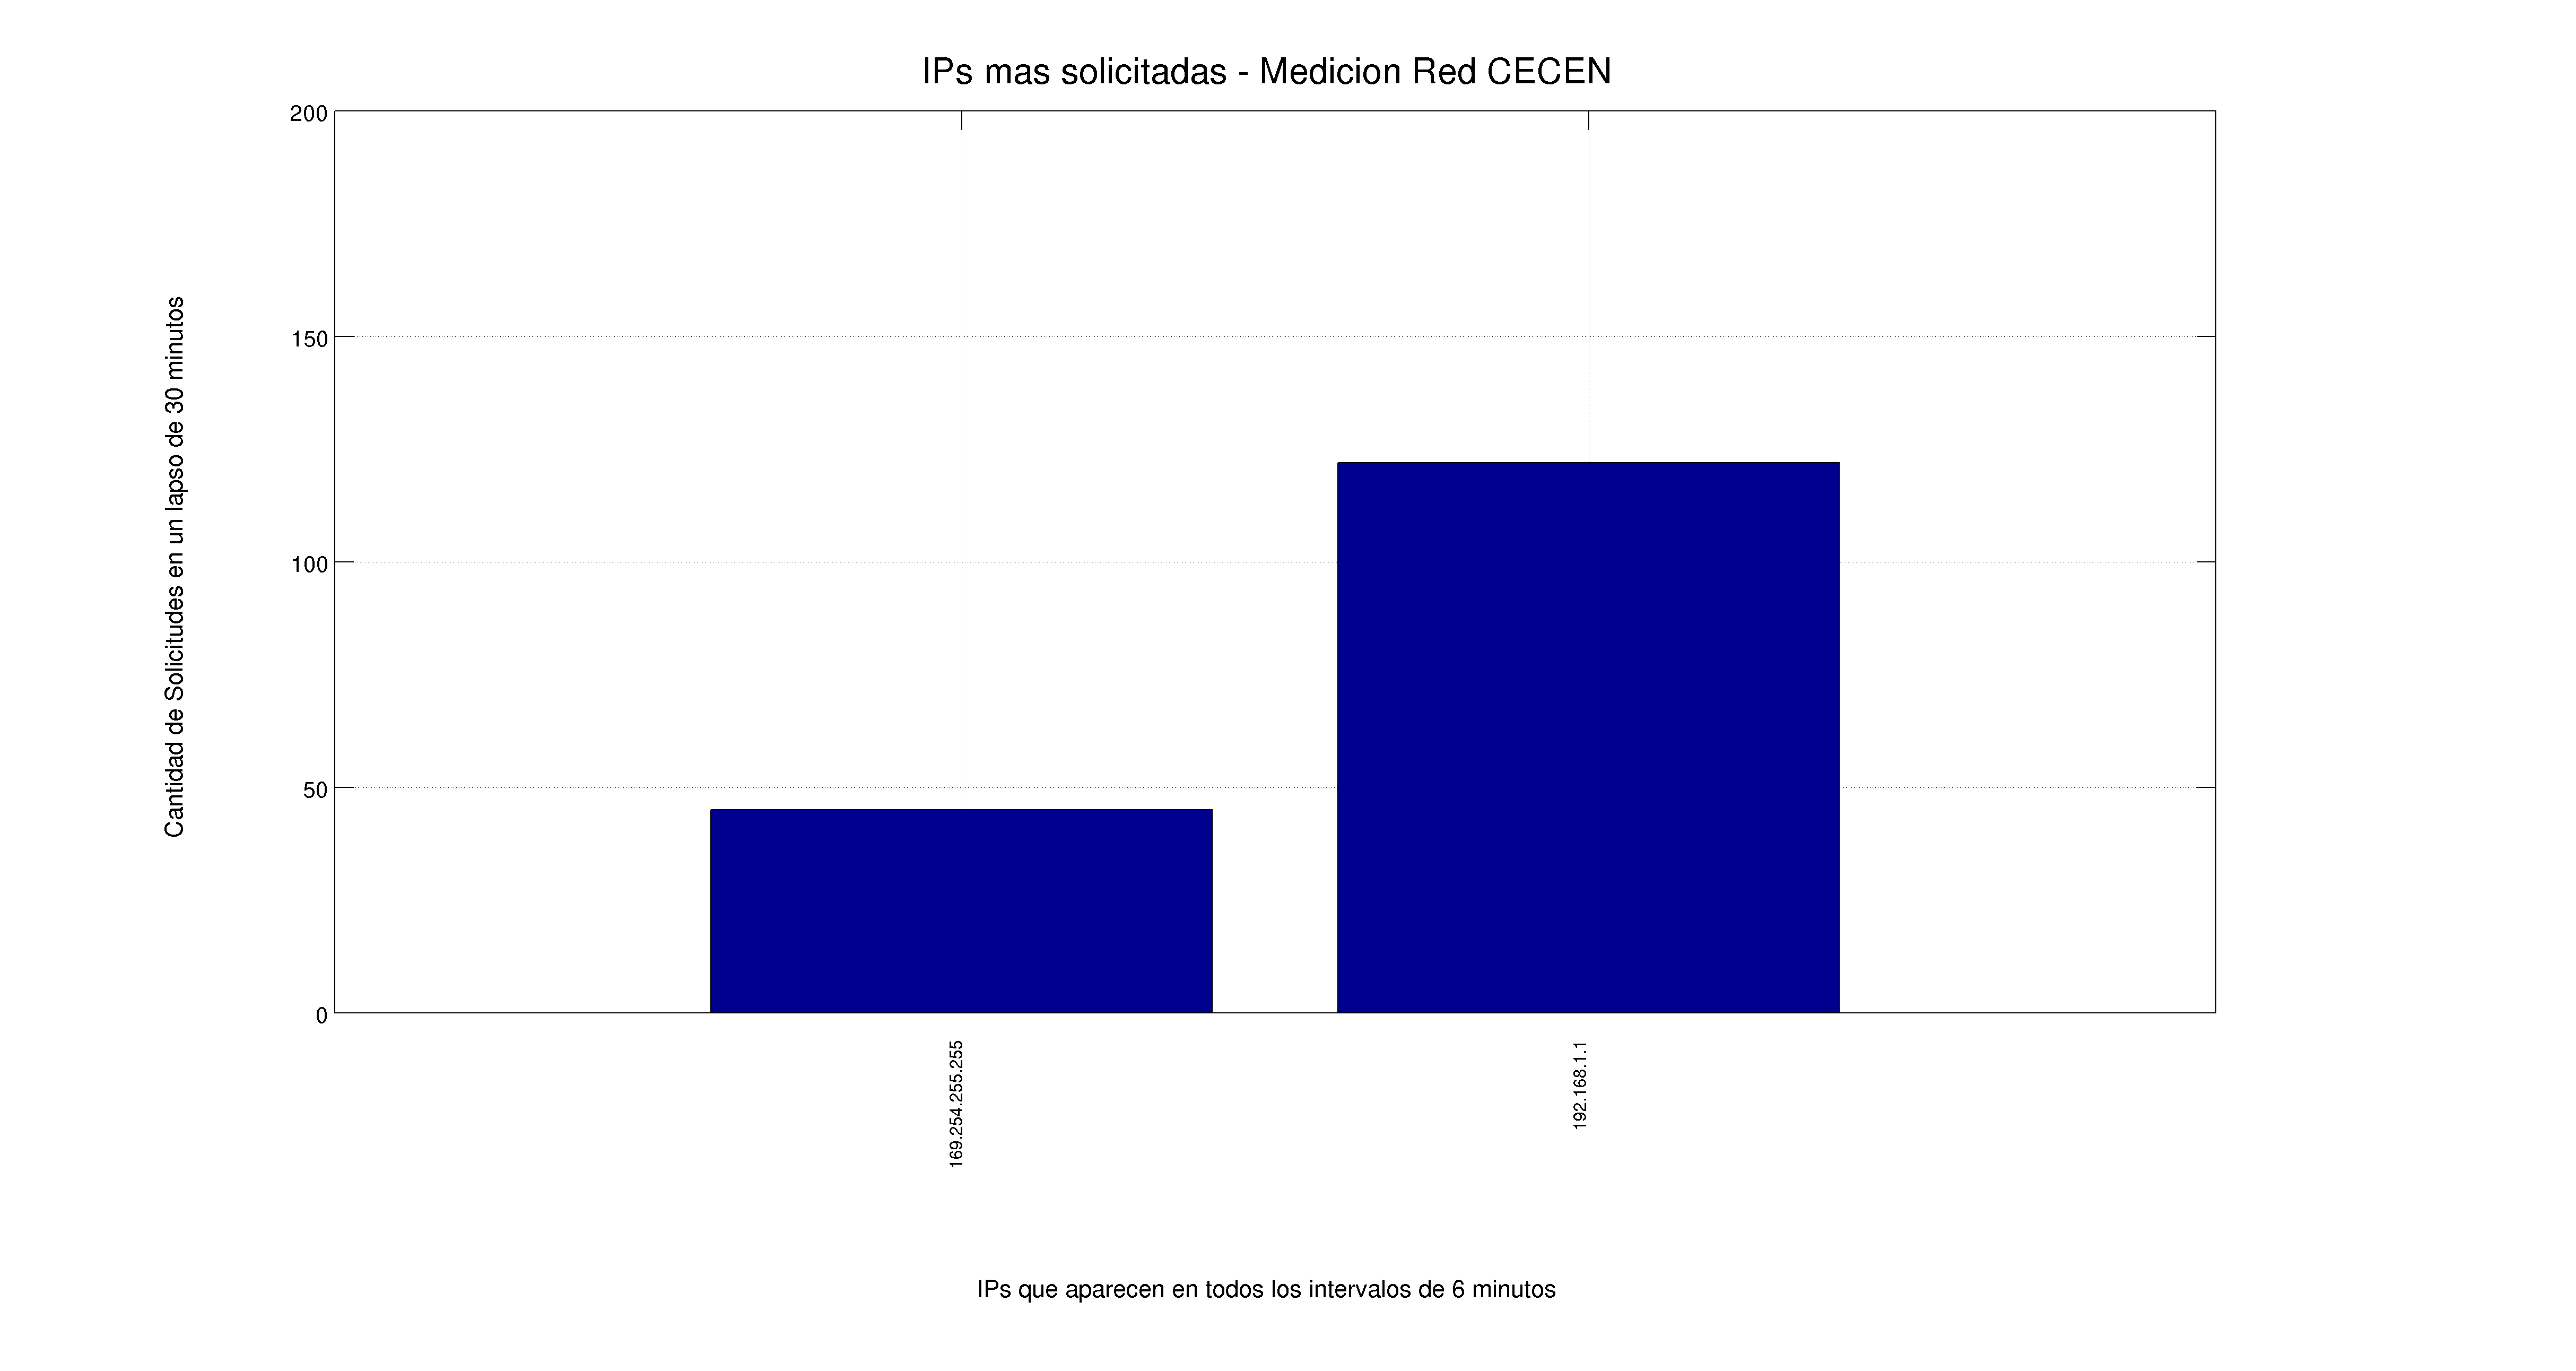 IPs mas solicitadas - Medicion Red CECEN
Cantidad de Solicitudes en un lapso de 30 minutos
200
150
100
50
0
169.254.255.255
192.168.11.1
IPs que aparecen en todos los intervalos de 6 minutos